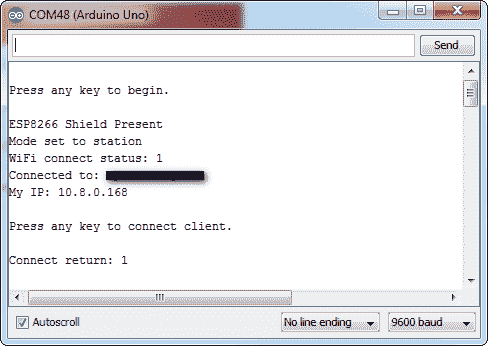 COM48 (Arduino Uno)
Send
Press any key to begin.
ESP8266 Shield Present
Mode set to station
WiFi connect status: 1
Connected to:
My IP: 10.8.0.168
Press any key to connect client.
Connect return: 1
Autoscroll
No line ending
9600 baud